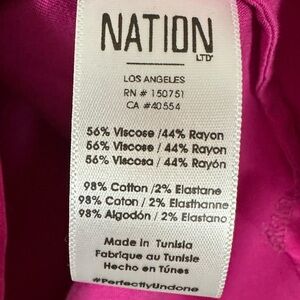 NATION
LTD
LOS ANGELES
RN # 150751
CA #40554
56% Viscose / 44% Rayon
56% Viscose / 44% Rayon
56% Viscosa / 44% Rayón
98% Cotton / 2% Elastane
98% Coton / 2% Elasthanne
98% Algodón / 2% Elastano
Made in Tunisia
Fabrique au Tunisie
Hecho en Túnes
#PerfectlyUndone